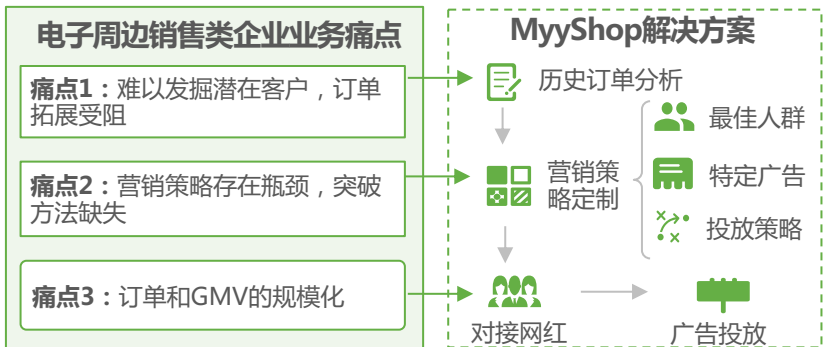 电子周边销售类企业业务痛点
痛点1：难以发掘潜在客户，订单
拓展受阻
痛点2：营销策略存在瓶颈，突破
方法缺失
痛点3：订单和GMV的规模化
MyyShop解决方案
历史订单分析
营销策
略定制
最佳人群
特定广告
投放策略
对接网红
广告投放